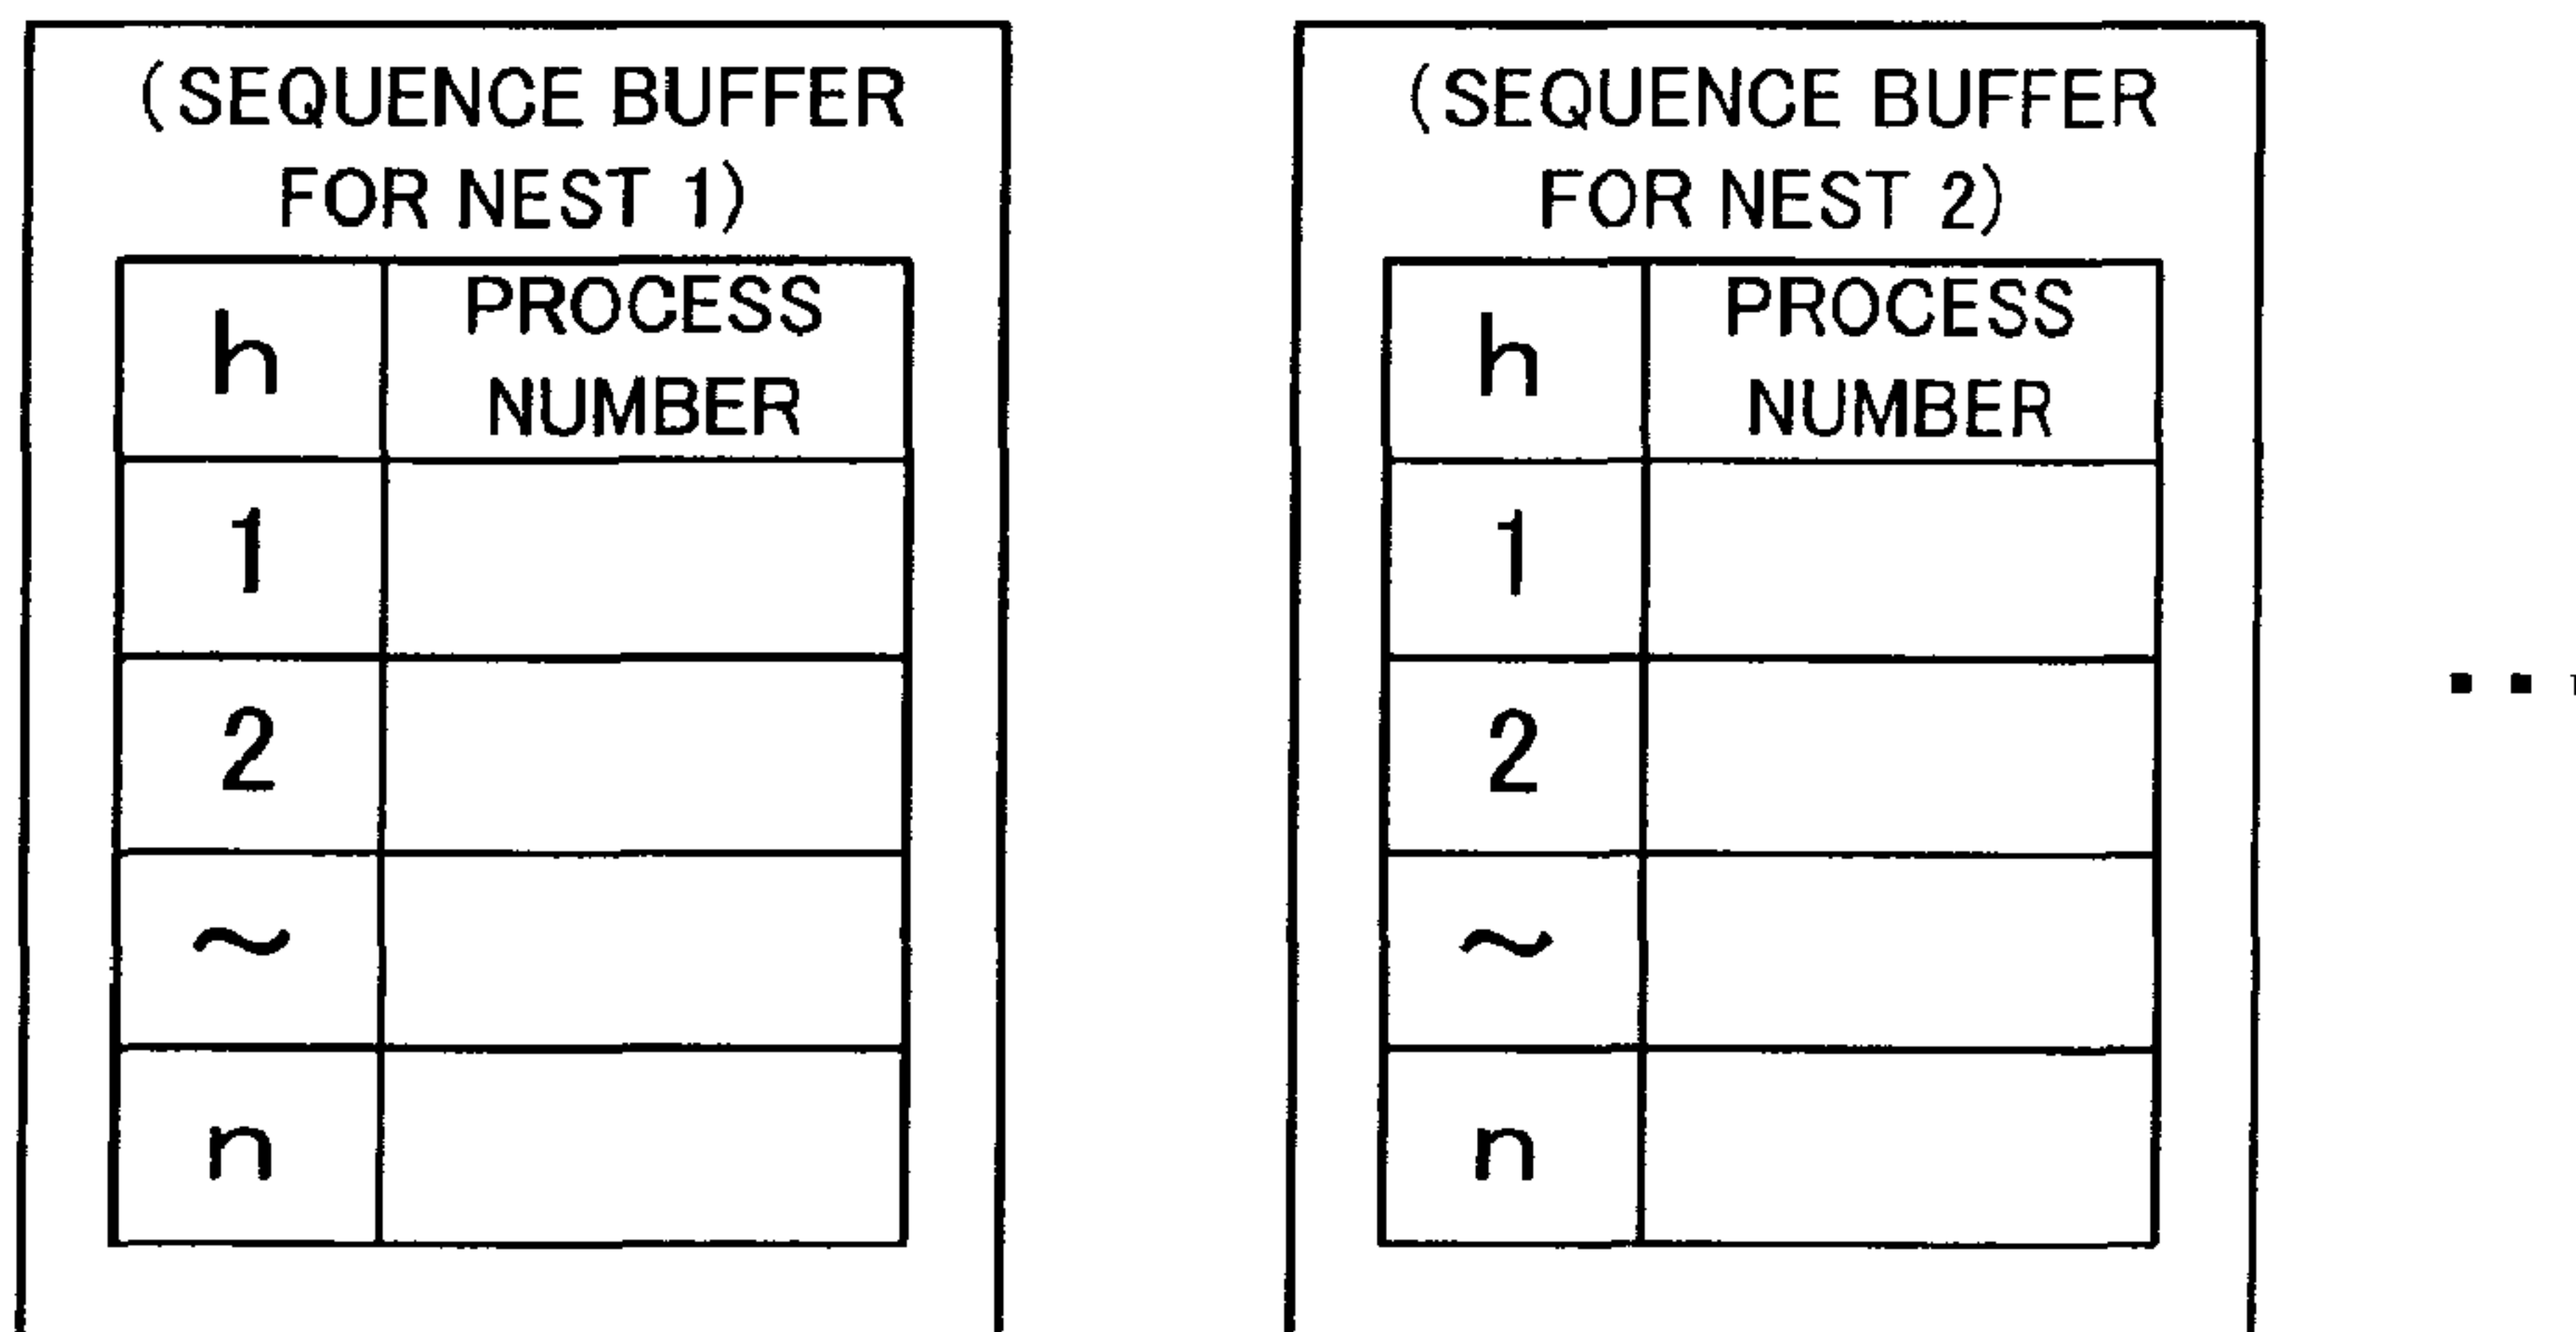 (SEQUENCE BUFFER
FOR NEST 1)
h
PROCESS
NUMBER
1
2
~
n
(SEQUENCE BUFFER
FOR NEST 2)
h
PROCESS
NUMBER
1
2
~
n